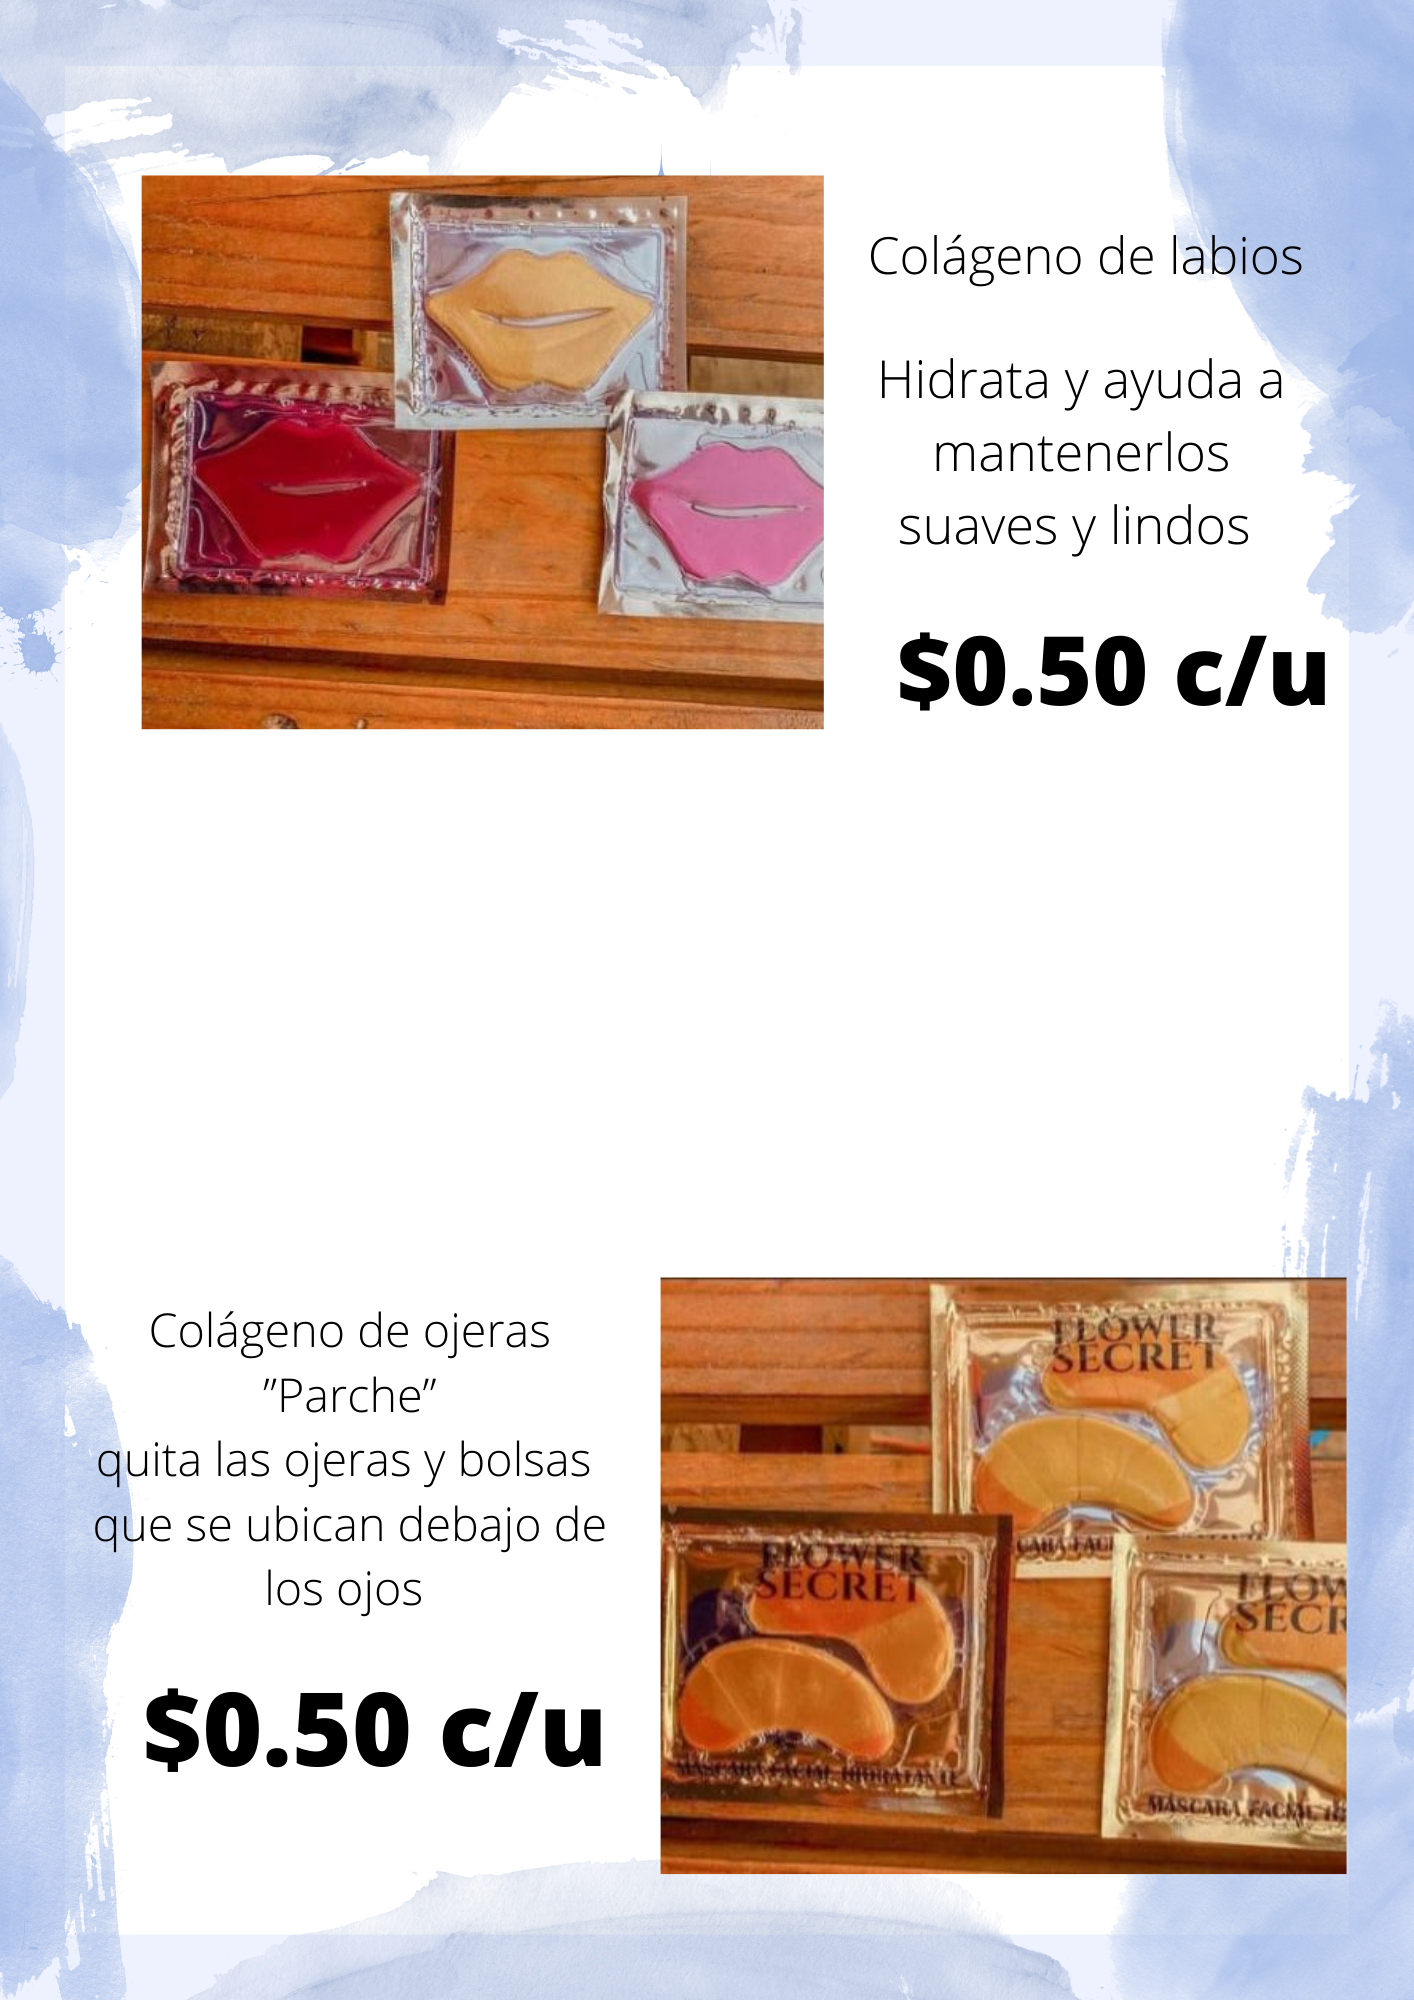 Colágeno de labios
Hidrata y ayuda a
mantenerlos
suaves y lindos
$0.50 c/u
Colágeno de ojeras
"Parche"
quita las ojeras y bolsas
que se ubican debajo de
los ojos
$0.50 c/u
FLOWER
SECRET
FLOWER
SECRET
MASCARA FACIAL HIDRATANTE
FLOW
SECR
MASCARA FACIAL